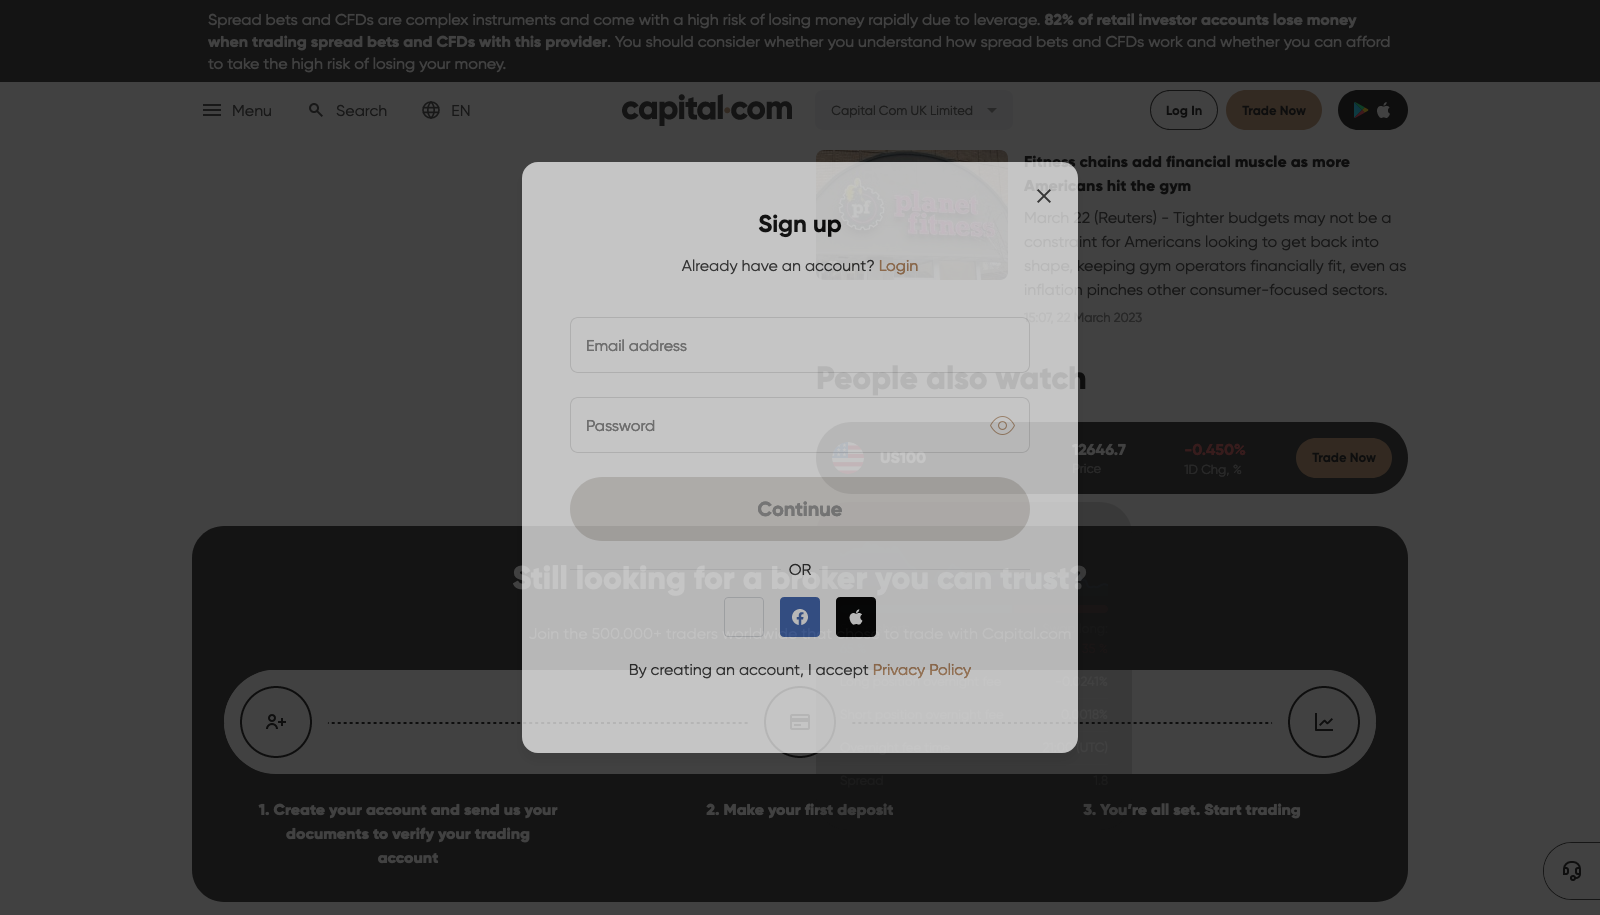 Spread bets and CFDs are complex instruments and come with a high risk of losing money rapidly due to leverage. 82% of retail investor accounts lose money
when trading spread bets and CFDs with this provider. You should consider whether you understand how spread bets and CFDs work and whether you can afford
to take the high risk of losing your money.
Menu
Search
EN
capital.com
Capital Com UK Limited
Log In
Trade Now
Fitness chains add financial muscle as more
Americans hit the gym
March 22 (Reuters) - Tighter budgets may not be a
constraint for Americans looking to get back into
shape, keeping gym operators financially fit, even as
inflation pinches other consumer-focused sectors.
15:07, 22 March 2023
pf
planet
fitness
Sign up
Already have an account? Login
Email address
Password
Continue
OR
By creating an account, I accept Privacy Policy
People also watch
US100
12646.7
Price
-0.450%
1D Chg, %
Trade Now
Still looking for a broker you can trust?
Join the 500.000+ traders worldwide that chose to trade with Capital.com
Spread
1.8
1. Create your account and send us your
documents to verify your trading
account
2. Make your first deposit
3. You're all set. Start trading